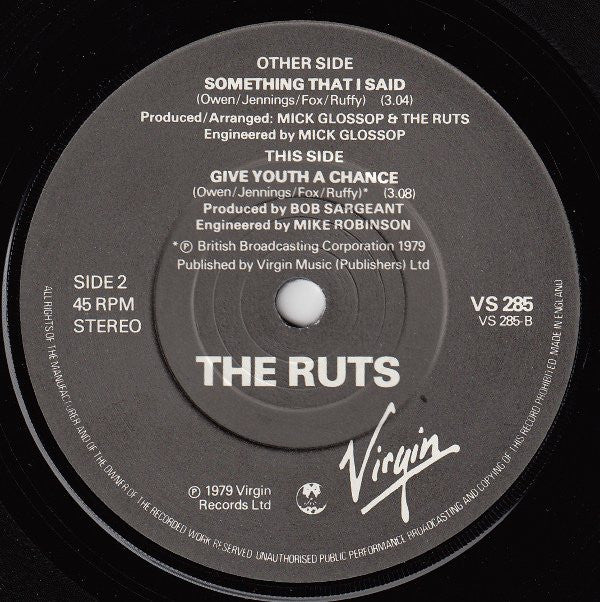 OTHER SIDE
SOMETHING THAT I SAID
(Owen/Jennings/Fox/Ruffy) (3.04)
Produced/Arranged: MICK GLOSSOP & THE RUTS
Engineered by MICK GLOSSOP
THIS SIDE
GIVE YOUTH A CHANCE
(Owen/Jennings/Fox/Ruffy)* (3.08)
Produced by BOB SARGEANT
Engineered by MIKE ROBINSON
*℗ British Broadcasting Corporation 1979
Published by Virgin Music (Publishers) Ltd
SIDE 2
45 RPM
STEREO
VS 285
VS 285-B
THE RUTS
Virgin
℗ 1979 Virgin
Records Ltd
ALL RIGHTS OF THE MANUFACTURER AND OF THE OWNER OF THE RECORDED WORK RESERVED. UNAUTHORISED PUBLIC PERFORMANCE BROADCASTING AND COPYING OF THIS RECORD PROHIBITED. MADE IN ENGLAND